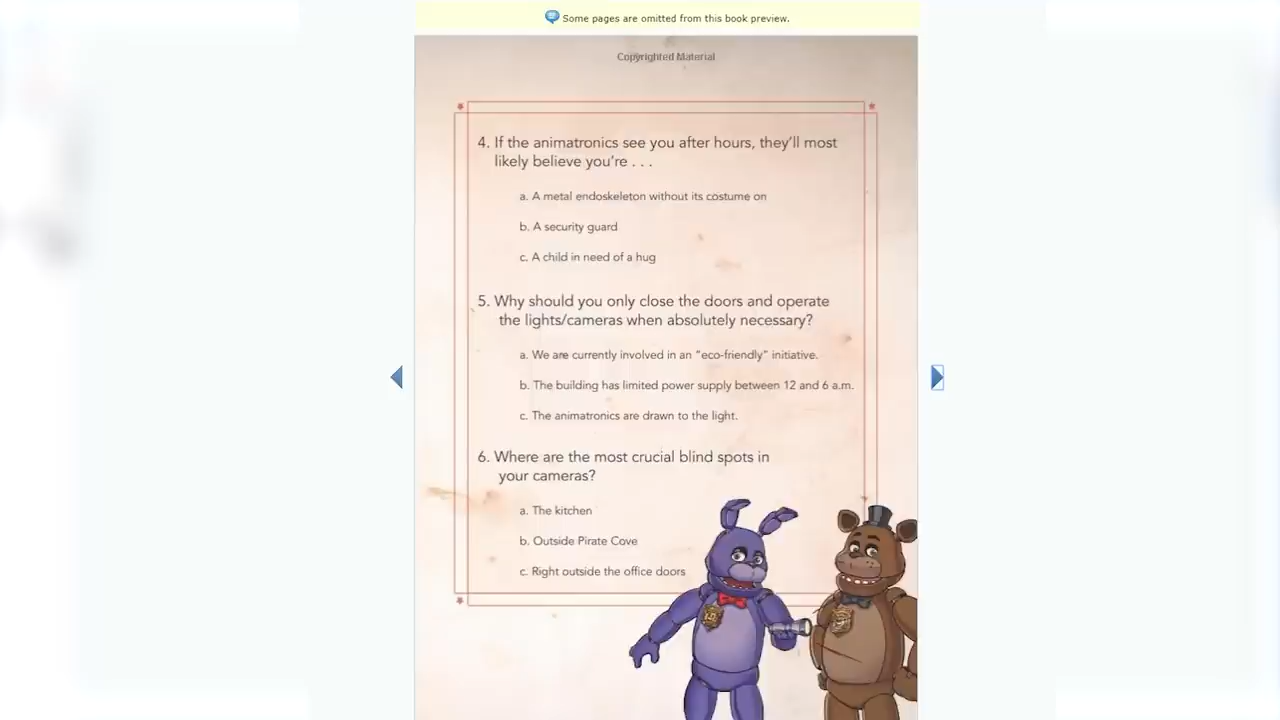 Some pages are omitted from this book preview.
Copyrighted Material
4. If the animatronics see you after hours, they'll most
likely believe you're . . .
a. A metal endoskeleton without its costume on
b. A security guard
c. A child in need of a hug
5. Why should you only close the doors and operate
the lights/cameras when absolutely necessary?
a. We are currently involved in an “eco-friendly” initiative.
b. The building has limited power supply between 12 and 6 a.m.
c. The animatronics are drawn to the light.
6. Where are the most crucial blind spots in
your cameras?
a. The kitchen
b. Outside Pirate Cove
c. Right outside the office doors